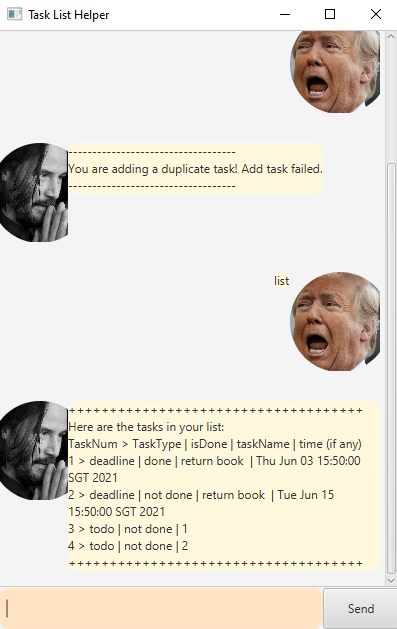 Task List Helper
----------------------------------
You are adding a duplicate task! Add task failed.
----------------------------------
list
++++++++++++++++++++++++++++++++++++
Here are the tasks in your list:
TaskNum > TaskType | isDone | taskName | time (if any)
1 > deadline | done | return book  | Thu Jun 03 15:50:00
SGT 2021
2 > deadline | not done | return book  | Tue Jun 15
15:50:00 SGT 2021
3 > todo | not done | 1
4 > todo | not done | 2
++++++++++++++++++++++++++++++++++++
Send